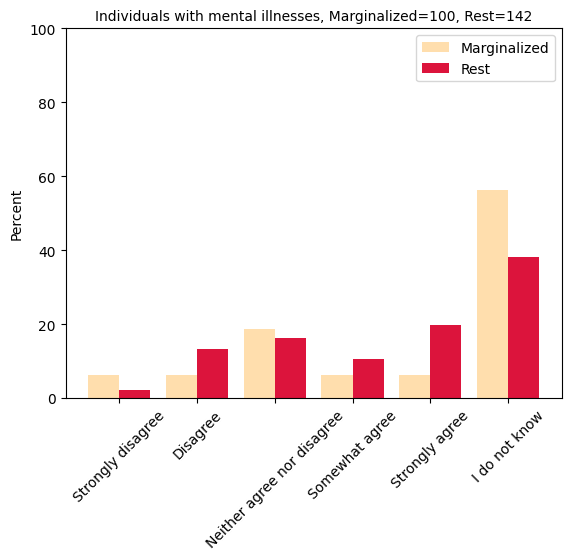 Individuals with mental illnesses, Marginalized=100, Rest=142
Marginalized
Rest
Percent
100
80
60
40
20
0
Strongly disagree
Disagree
Neither agree nor disagree
Somewhat agree
Strongly agree
I do not know